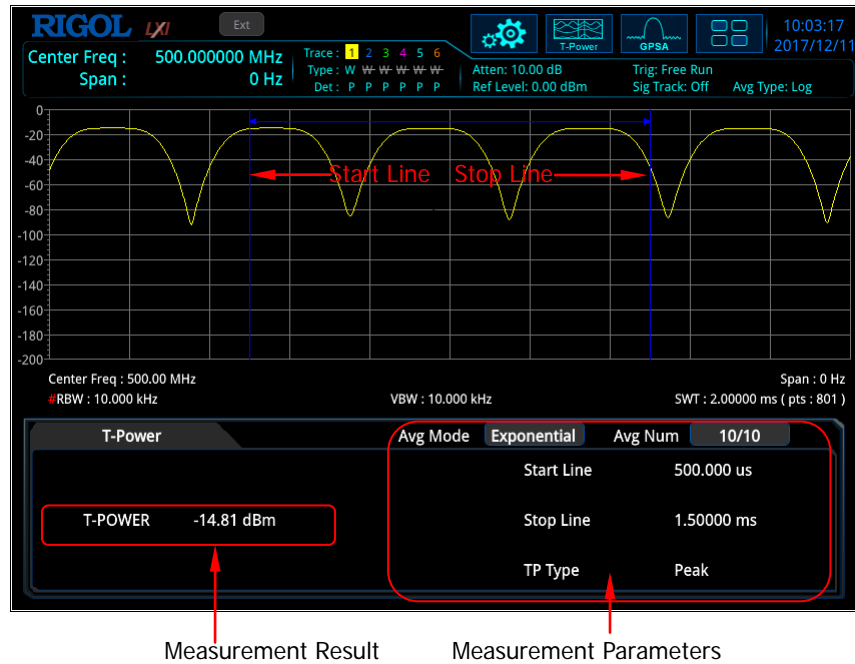 RIGOL LXI Ext 10:03:17
T-Power GPSA 2017/12/11
Center Freq : 500.000000 MHz Trace : 1 2 3 4 5 6
Span : 0 Hz Type : W W W W W W Atten: 10.00 dB Trig: Free Run
Det : P P P P P P Ref Level: 0.00 dBm Sig Track: Off Avg Type: Log
0
-20
-40
Start Line Stop Line
-60
-80
-100
-120
-140
-160
-180
-200
Center Freq : 500.00 MHz Span : 0 Hz
#RBW : 10.000 kHz VBW : 10.000 kHz SWT : 2.00000 ms ( pts : 801 )
T-Power Avg Mode Exponential Avg Num 10/10
Start Line 500.000 us
T-POWER -14.81 dBm Stop Line 1.50000 ms
TP Type Peak
Measurement Result Measurement Parameters